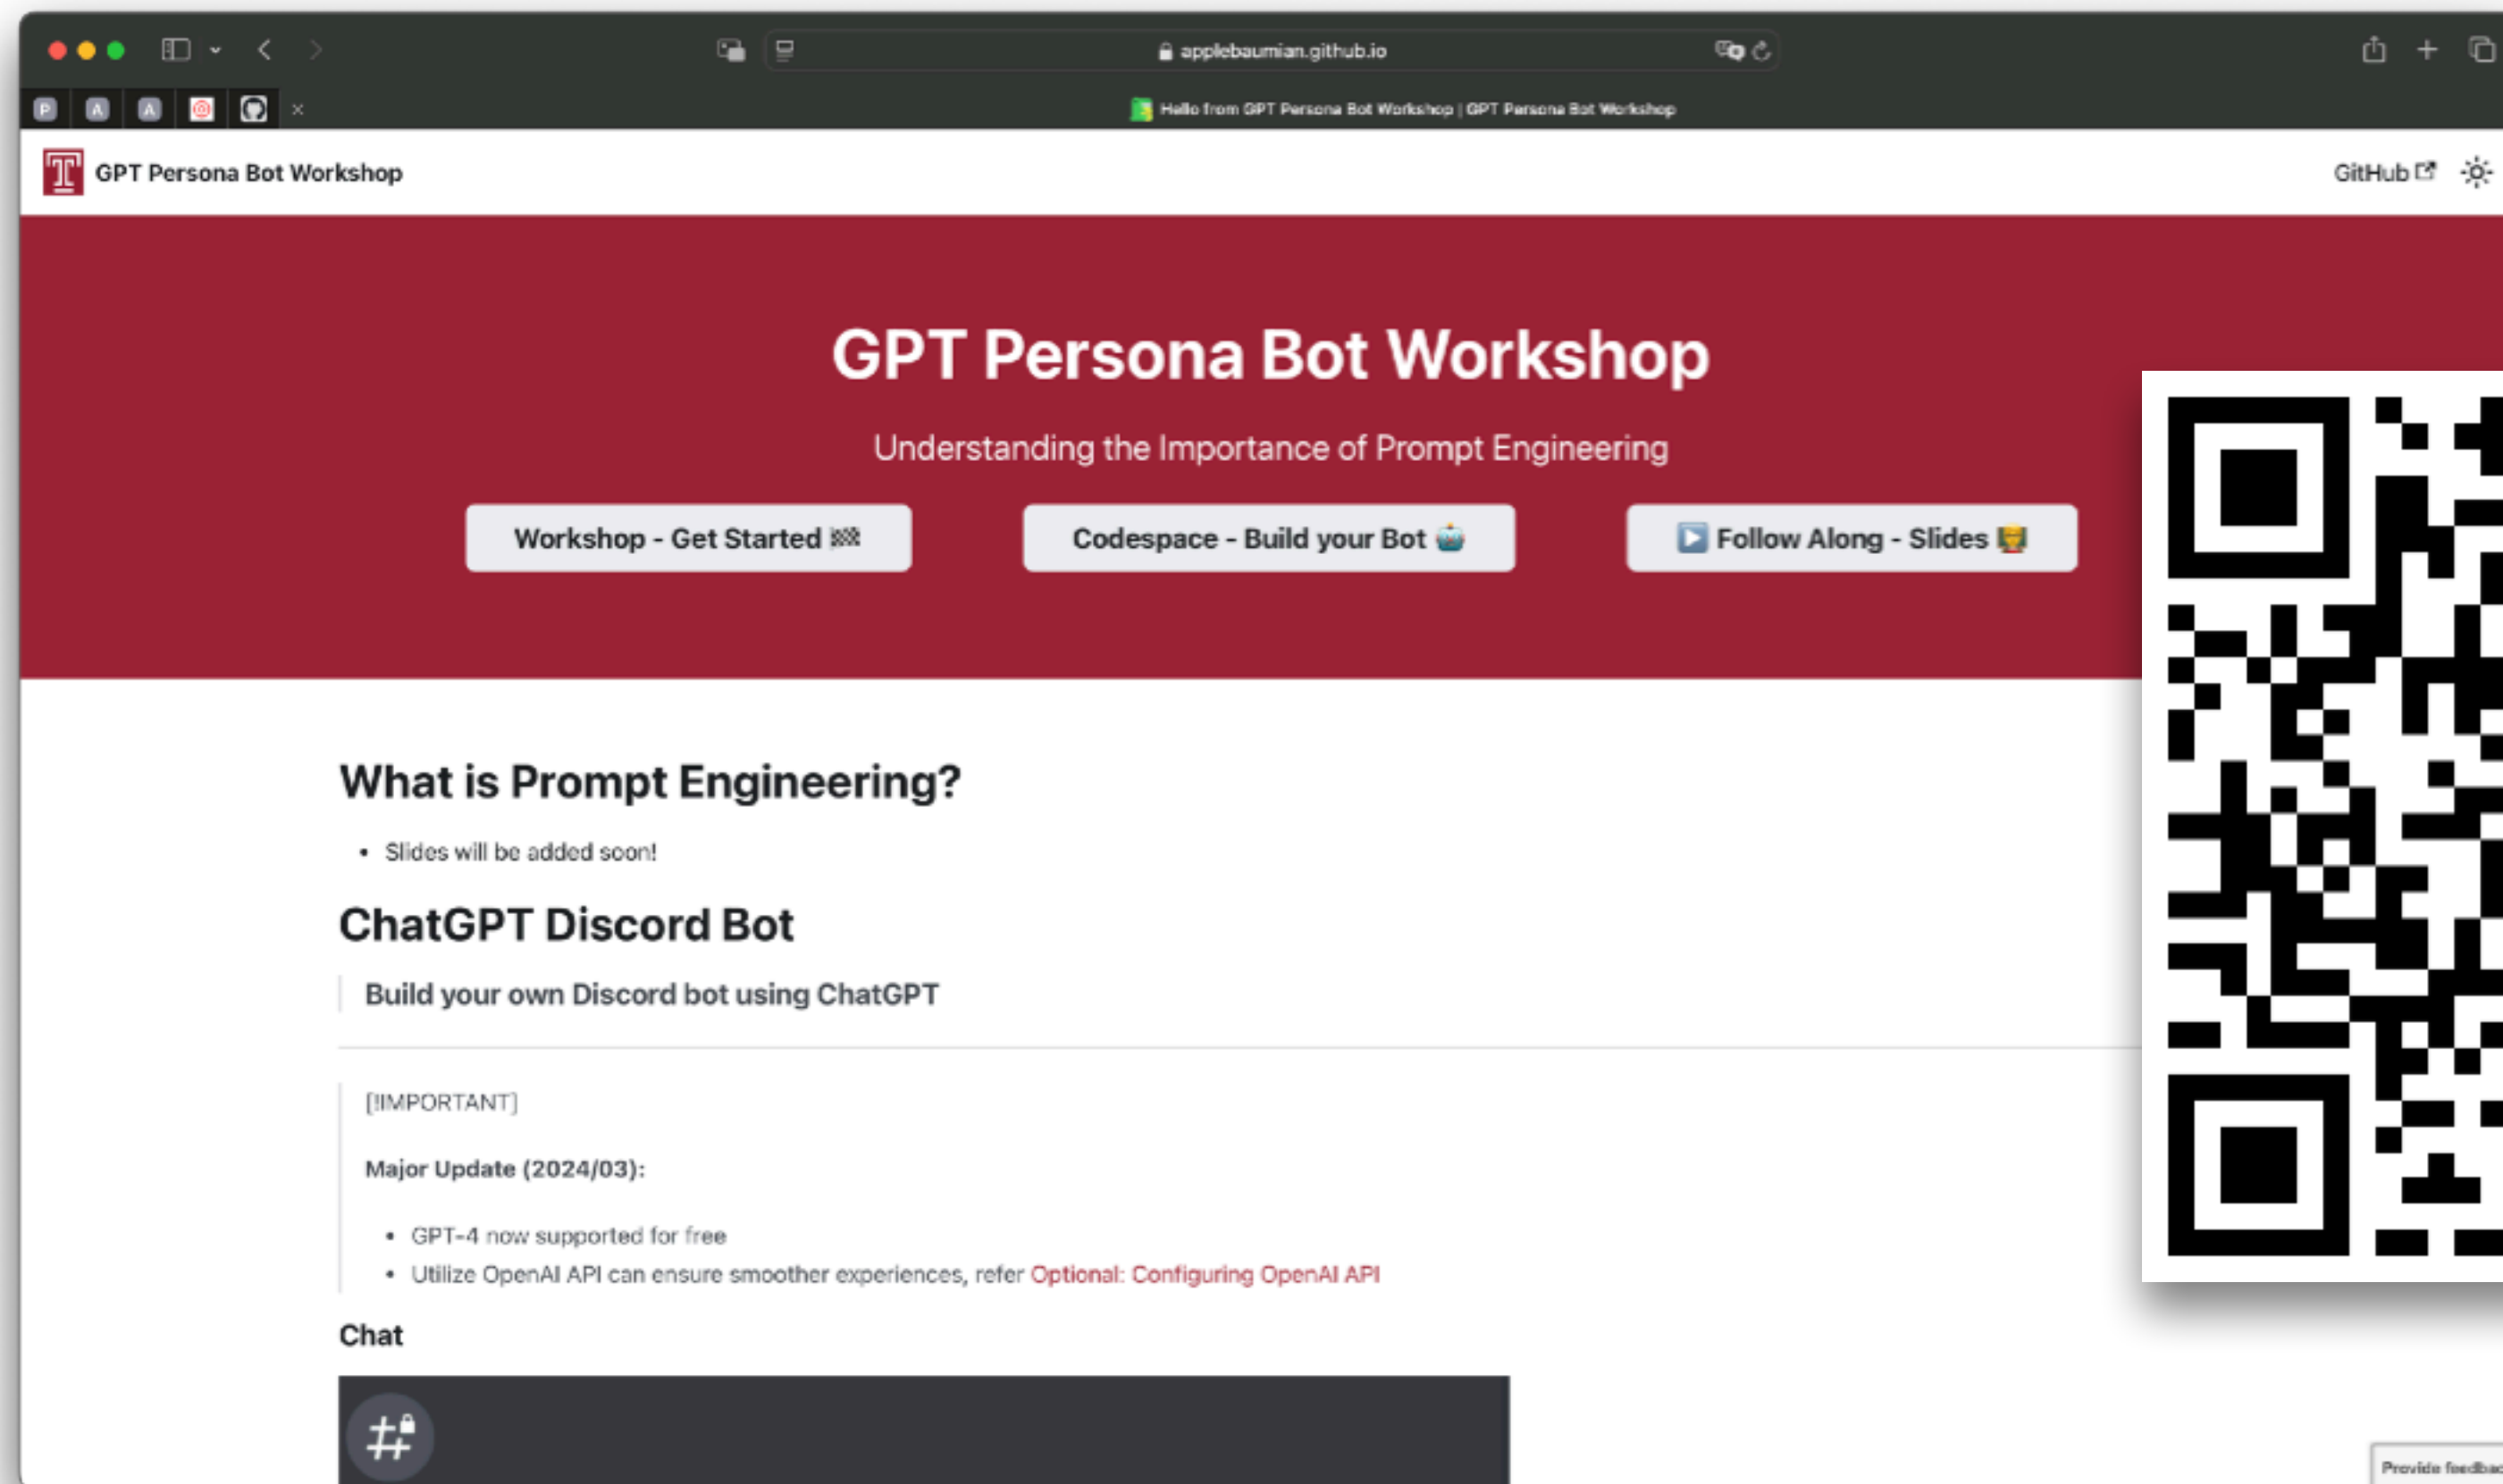 applebaumian.github.io
P A A
Hello from GPT Persona Bot Workshop | GPT Persona Bot Workshop
GPT Persona Bot Workshop
GitHub
GPT Persona Bot Workshop
Understanding the Importance of Prompt Engineering
Workshop - Get Started
Codespace - Build your Bot
Follow Along - Slides
What is Prompt Engineering?
• Slides will be added soon!
ChatGPT Discord Bot
Build your own Discord bot using ChatGPT
[!IMPORTANT]
Major Update (2024/03):
• GPT-4 now supported for free
• Utilize OpenAI API can ensure smoother experiences, refer Optional: Configuring OpenAI API
Chat
#
Provide